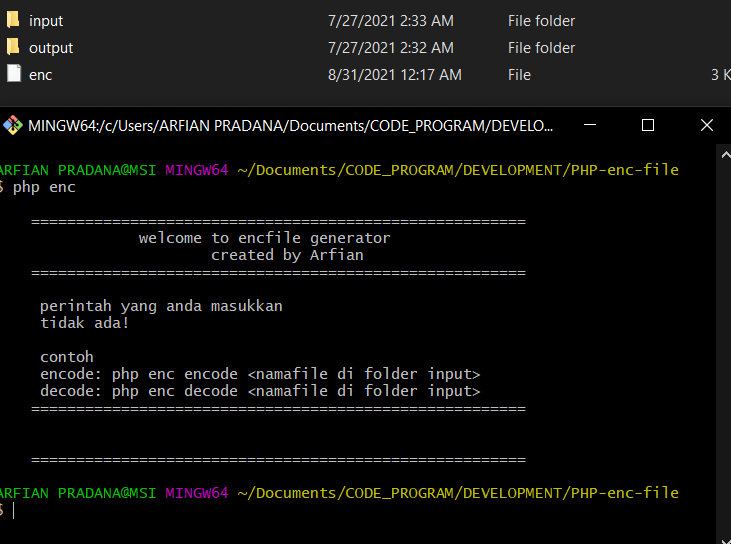 input 7/27/2021 2:33 AM File folder
output 7/27/2021 2:32 AM File folder
enc 8/31/2021 12:17 AM File 3 K
MINGW64:/c/Users/ARFIAN PRADANA/Documents/CODE_PROGRAM/DEVELO...
ARFIAN PRADANA@MSI MINGW64 ~/Documents/CODE_PROGRAM/DEVELOPMENT/PHP-enc-file
$ php enc
=======================================================
welcome to encfile generator
created by Arfian
=======================================================
perintah yang anda masukkan
tidak ada!
contoh
encode: php enc encode <namafile di folder input>
decode: php enc decode <namafile di folder input>
=======================================================
=======================================================
ARFIAN PRADANA@MSI MINGW64 ~/Documents/CODE_PROGRAM/DEVELOPMENT/PHP-enc-file
$